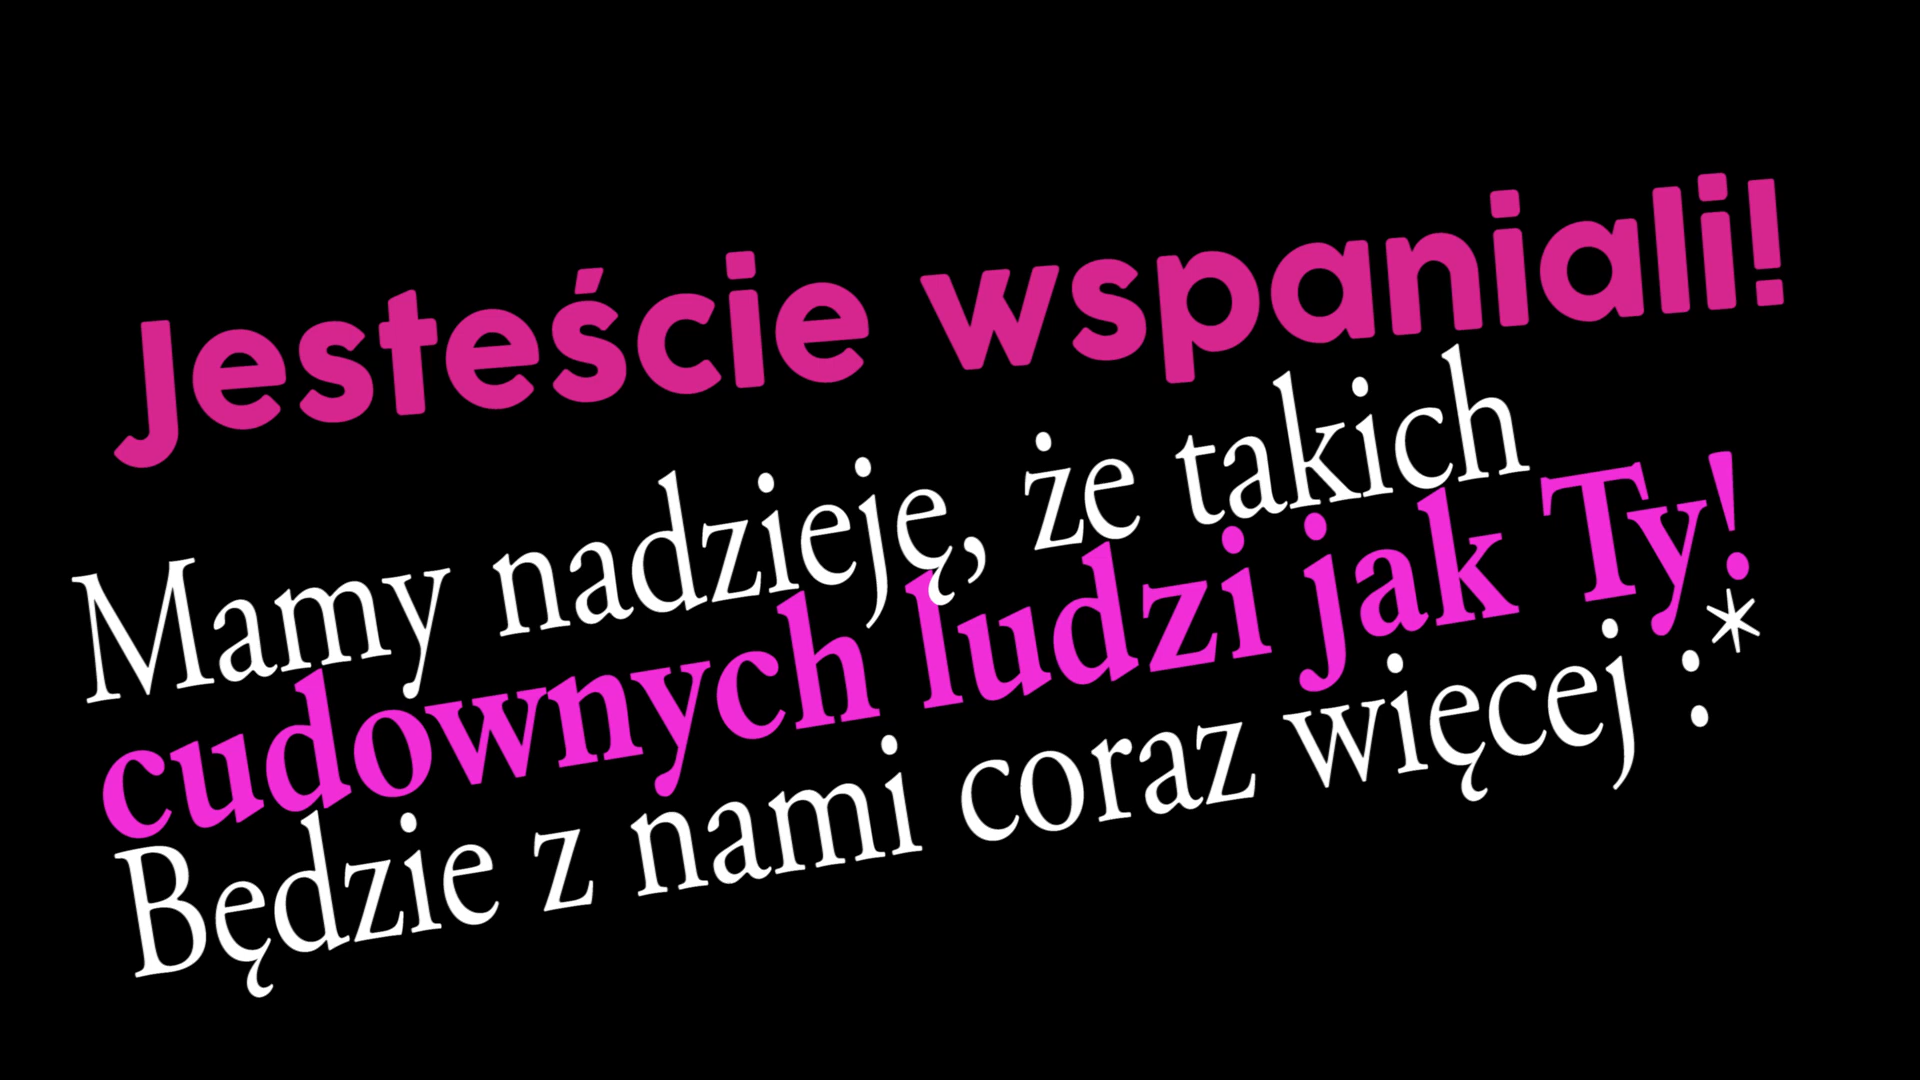 Jesteście wspaniali!
Mamy nadzieję, że takich
cudownych ludzi jak Ty!
Będzie z nami coraz więcej :*